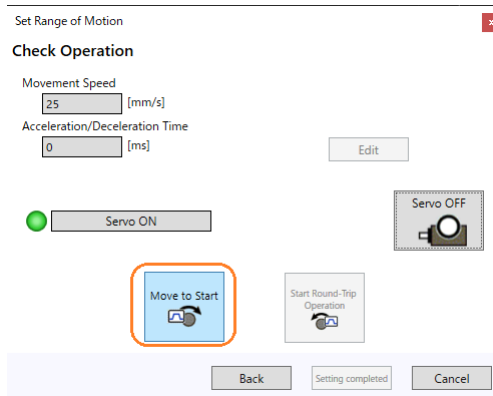 Set Range of Motion
Check Operation
Movement Speed
25 [mm/s]
Acceleration/Deceleration Time
0 [ms]
Edit
Servo ON
Servo OFF
Move to Start
Start Round-Trip
Operation
Back
Setting completed
Cancel